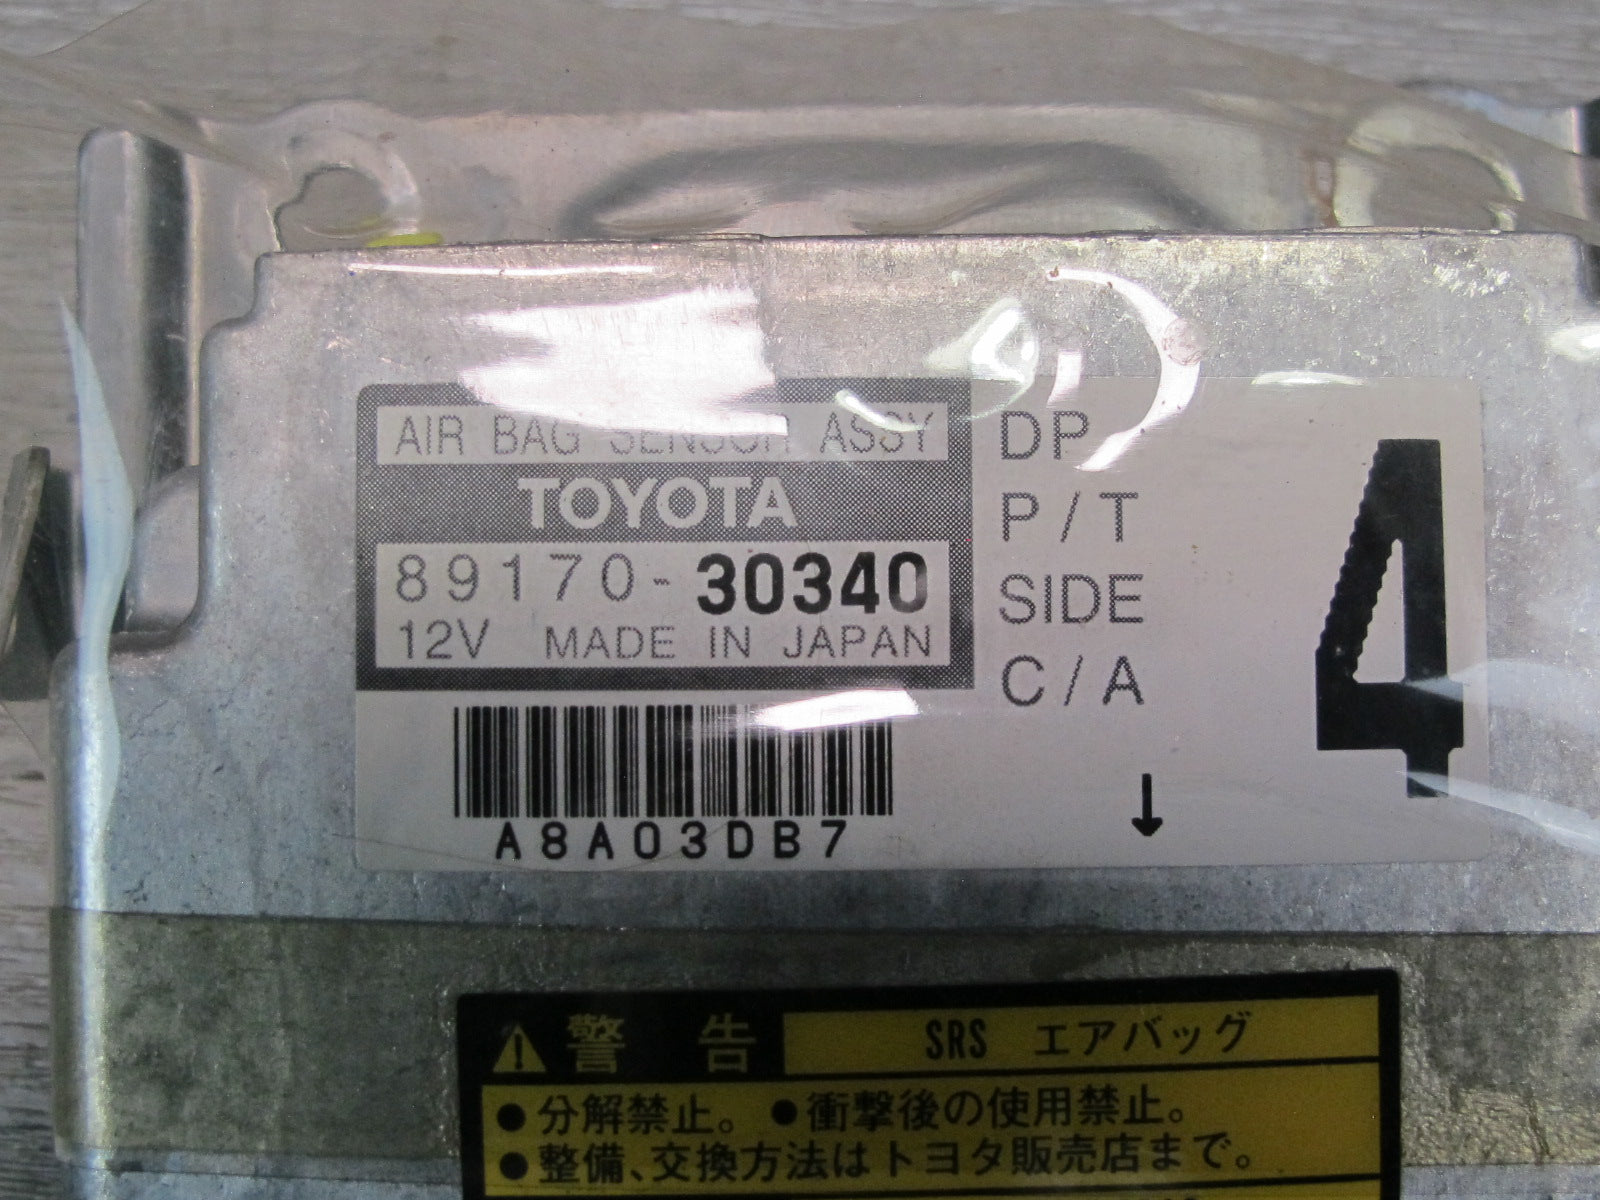 AIR BAG SENSOR ASSY
TOYOTA
89170-30340
12V MADE IN JAPAN
A8A03DB7
DP
P/T
SIDE
C/A
↓
4
⚠ 警告 SRS エアバッグ
●分解禁止。●衝撃後の使用禁止。
●整備、交換方法はトヨタ販売店まで。